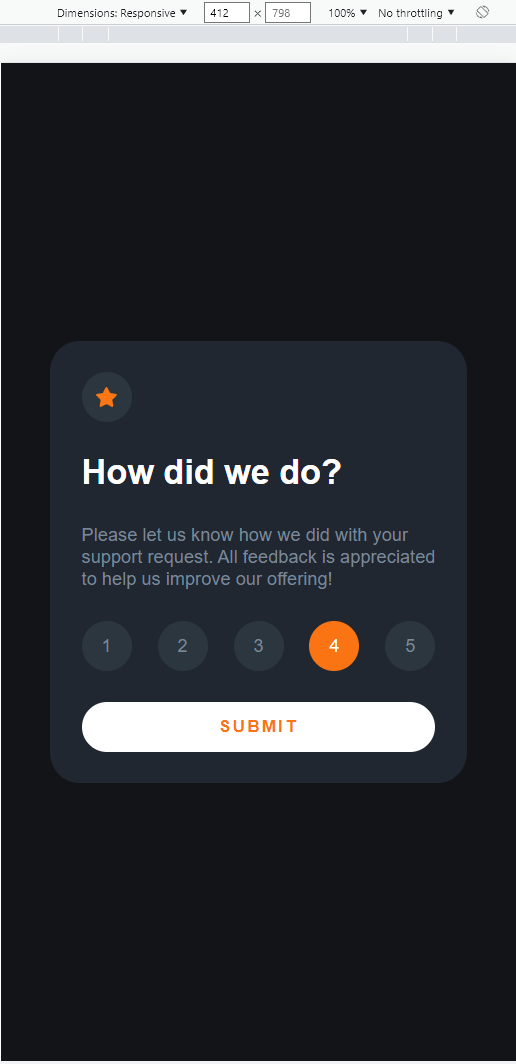 Dimensions: Responsive ▼ 412 × 798 100% ▼ No throttling ▼
How did we do?
Please let us know how we did with your
support request. All feedback is appreciated
to help us improve our offering!
1 2 3 4 5
SUBMIT